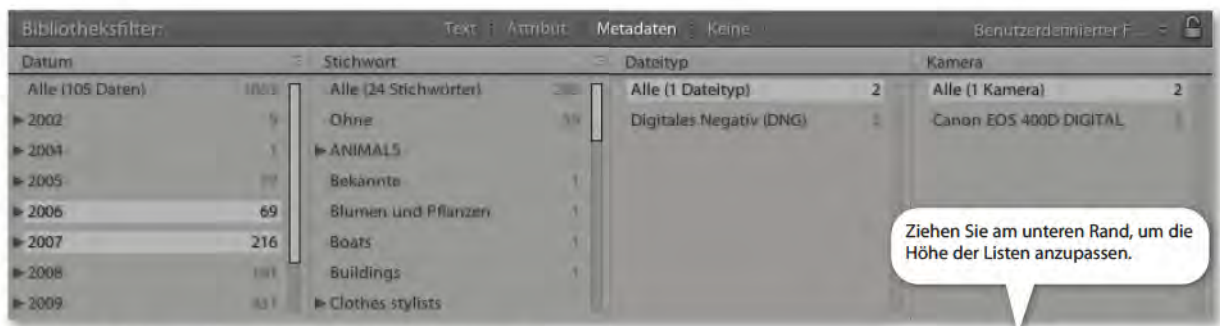 Bibliotheksfilter: Text Attribut Metadaten Keine Benutzerdefinierter F...
Datum Stichwort Dateityp Kamera
Alle (105 Daten) Alle (24 Stichwörter) Alle (1 Dateityp) 2 Alle (1 Kamera) 2
2002 9 Ohne Digitales Negativ (DNG) Canon EOS 400D DIGITAL
2004 1 ANIMALS
2005 Bekannte 1
2006 69 Blumen und Pflanzen 1
2007 216 Boats 1
2008 Buildings 1
2009 Clothes stylists
Ziehen Sie am unteren Rand, um die
Höhe der Listen anzupassen.